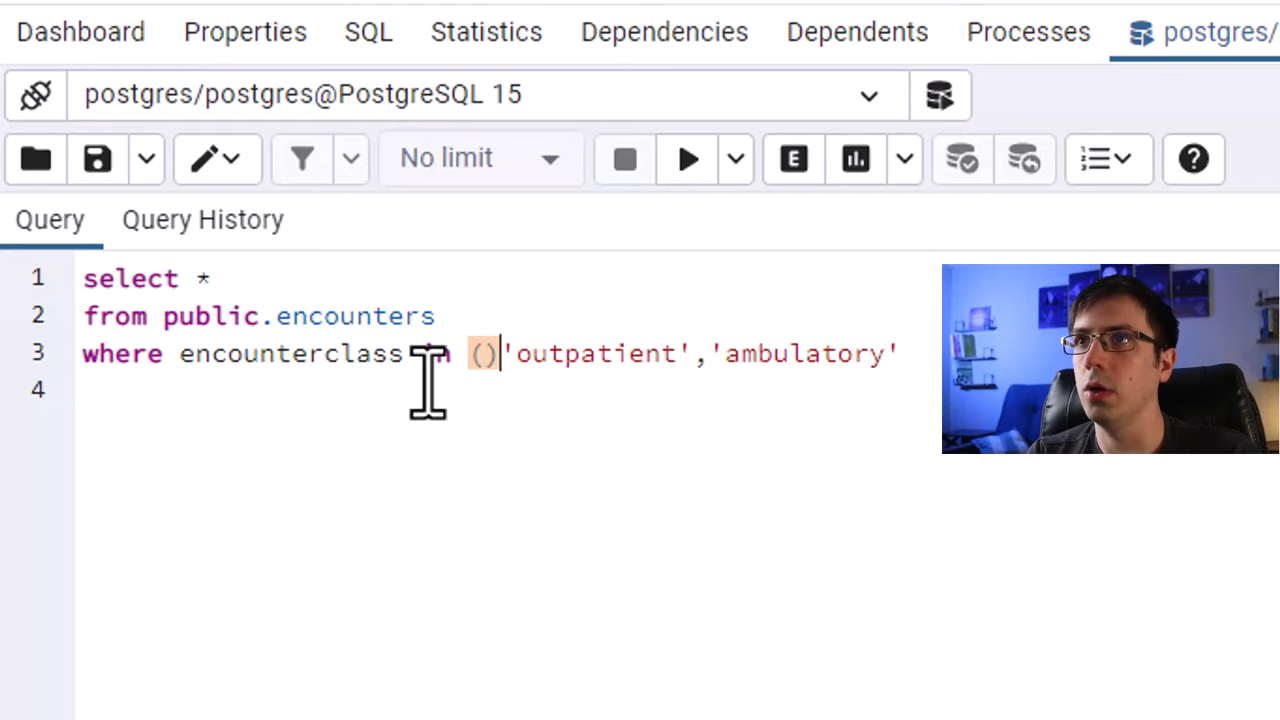 Dashboard Properties SQL Statistics Dependencies Dependents Processes postgres/
postgres/postgres@PostgreSQL 15
No limit E ?
Query Query History
1 select *
2 from public.encounters
3 where encounterclass in ()'outpatient','ambulatory'
4